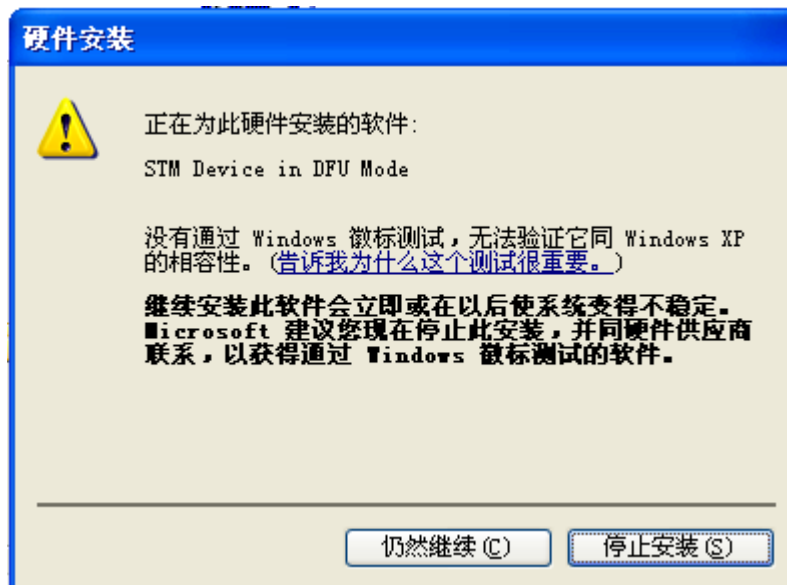 硬件安装
正在为此硬件安装的软件:
STM Device in DFU Mode
没有通过 Windows 徽标测试，无法验证它同 Windows XP
的相容性。(告诉我为什么这个测试很重要。)
继续安装此软件会立即或在以后使系统变得不稳定。
Microsoft 建议您现在停止此安装，并同硬件供应商
联系，以获得通过 Windows 徽标测试的软件。
仍然继续(C)
停止安装(S)